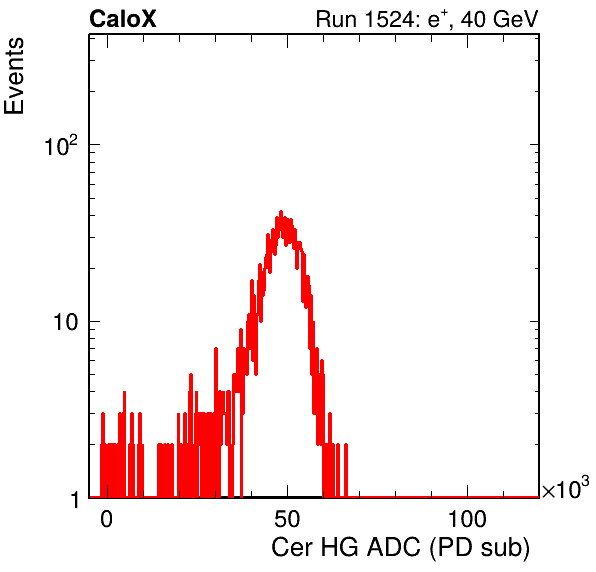 CaloX Run 1524: e⁺, 40 GeV
Events
10²
10
1
0 50 100 ×10³
Cer HG ADC (PD sub)